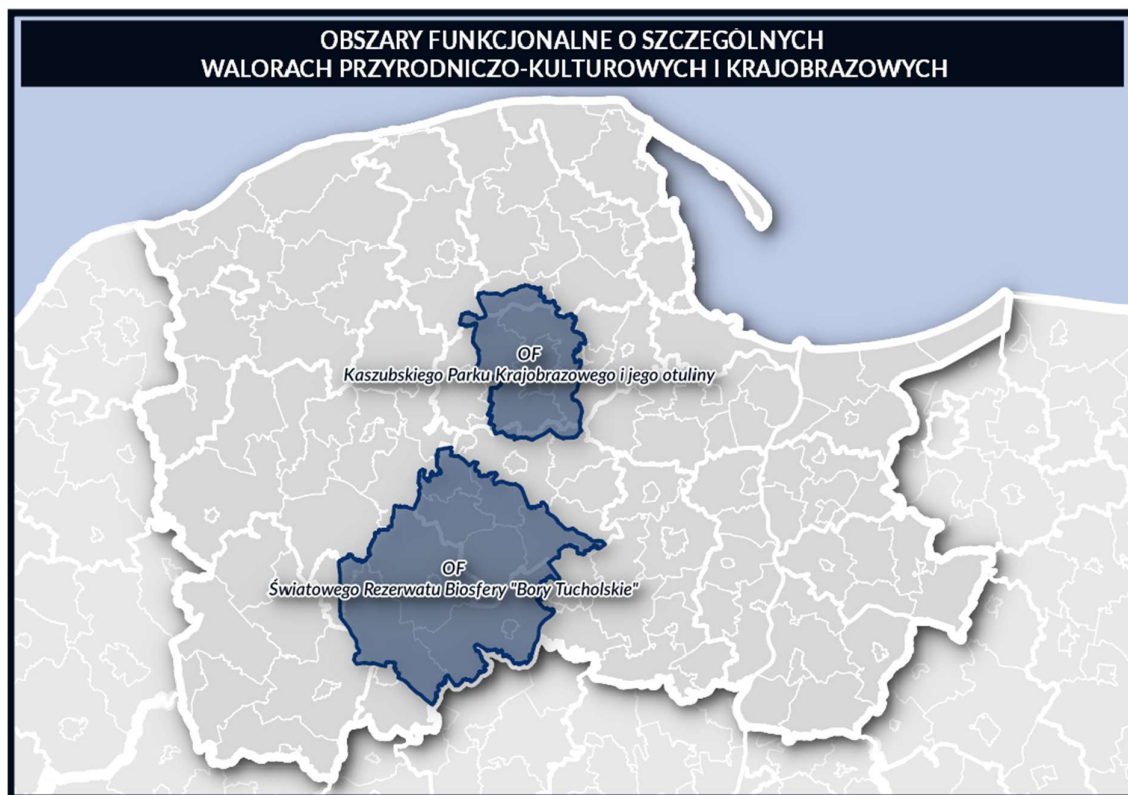 OBSZARY FUNKCJONALNE O SZCZEGÓLNYCH
WALORACH PRZYRODNICZO-KULTUROWYCH I KRAJOBRAZOWYCH
OF
Kaszubskiego Parku Krajobrazowego i jego otuliny
OF
Światowego Rezerwatu Biosfery "Bory Tucholskie"